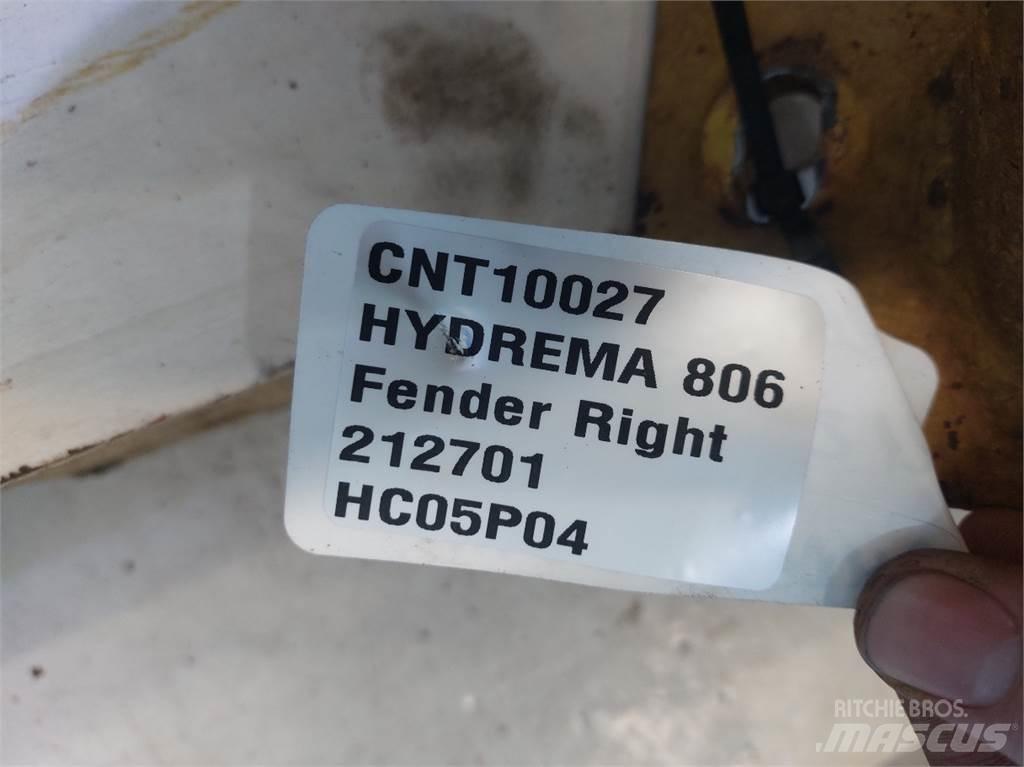 CNT10027
HYDREMA 806
Fender Right
212701
HC05P04
RITCHIE BROS.
MASCUS